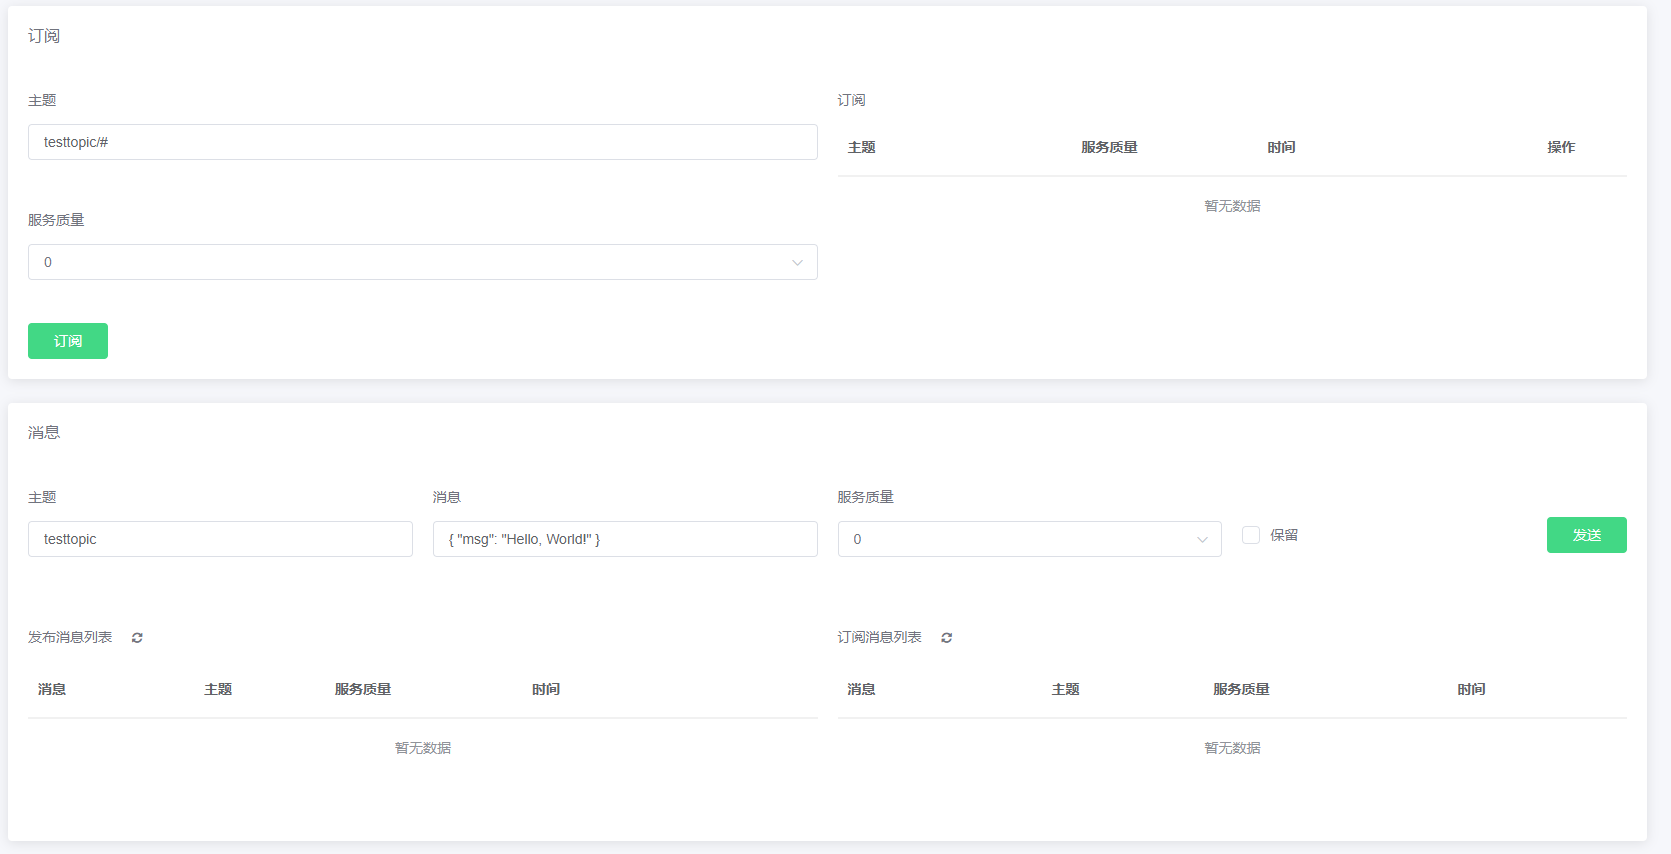 订阅
主题
testtopic/#
服务质量
0
订阅
订阅
主题 服务质量 时间 操作
暂无数据
消息
主题
testtopic
消息
{ "msg": "Hello, World!" }
服务质量
0
保留
发送
发布消息列表
消息 主题 服务质量 时间
暂无数据
订阅消息列表
消息 主题 服务质量 时间
暂无数据